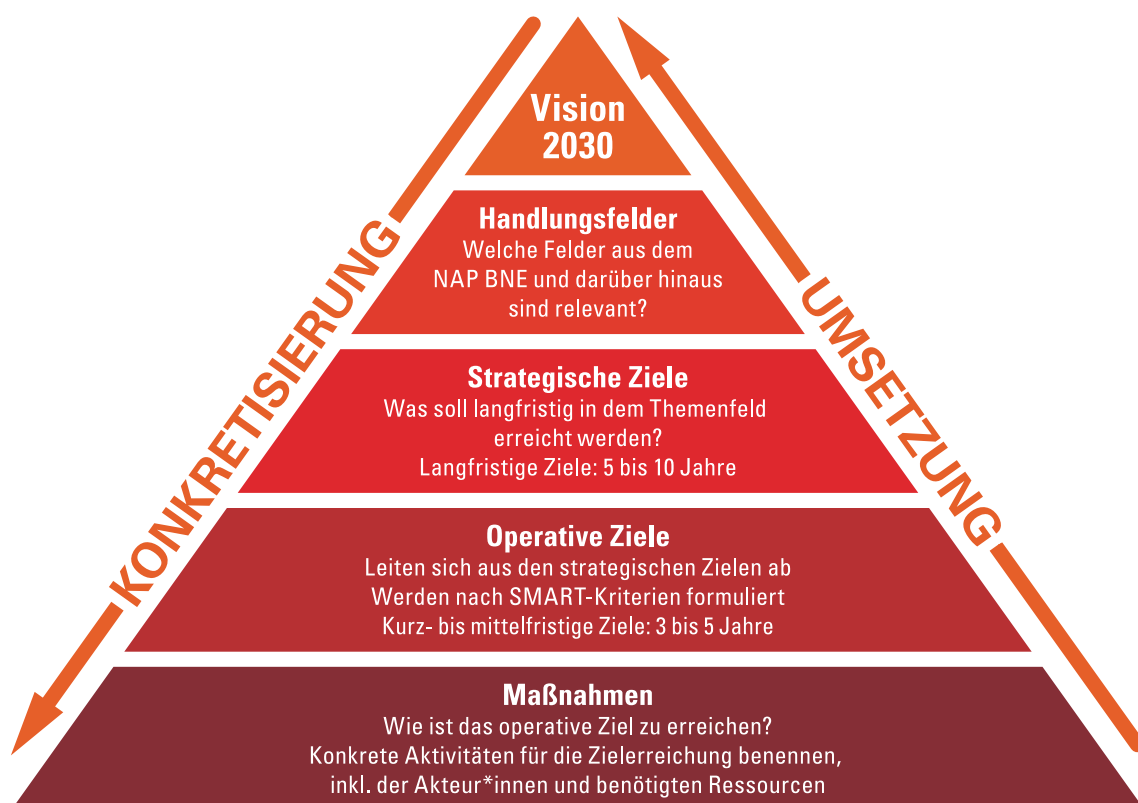 Vision
2030
Handlungsfelder
Welche Felder aus dem
NAP BNE und darüber hinaus
sind relevant?
Strategische Ziele
Was soll langfristig in dem Themenfeld
erreicht werden?
Langfristige Ziele: 5 bis 10 Jahre
Operative Ziele
Leiten sich aus den strategischen Zielen ab
Werden nach SMART-Kriterien formuliert
Kurz- bis mittelfristige Ziele: 3 bis 5 Jahre
Maßnahmen
Wie ist das operative Ziel zu erreichen?
Konkrete Aktivitäten für die Zielerreichung benennen,
inkl. der Akteur*innen und benötigten Ressourcen
KONKRETISIERUNG
UMSETZUNG